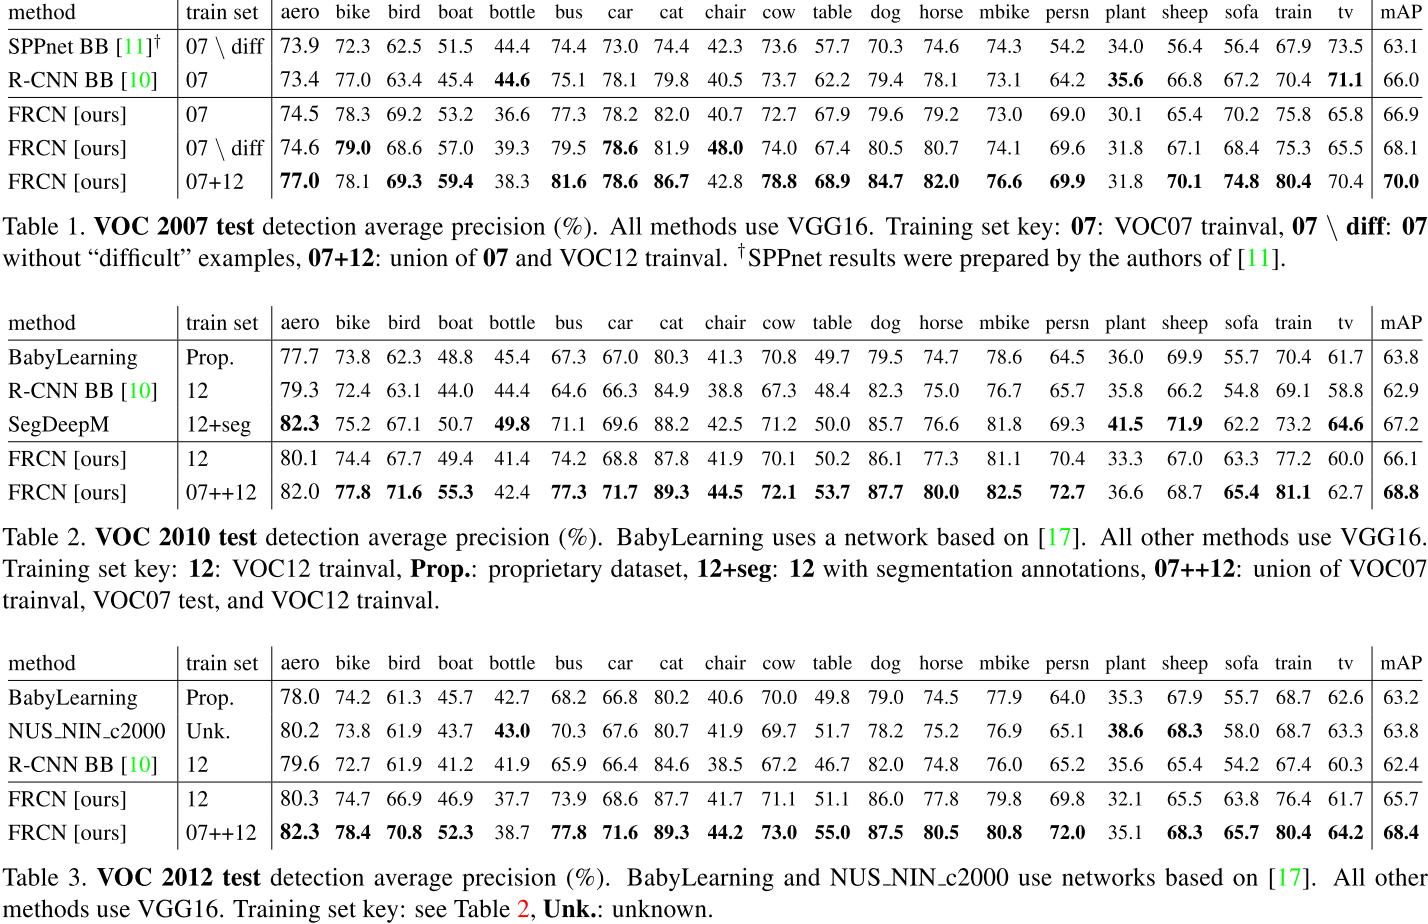 method train set aero bike bird boat bottle bus car cat chair cow table dog horse mbike persn plant sheep sofa train tv mAP
SPPnet BB [11]† 07 \ diff 73.9 72.3 62.5 51.5 44.4 74.4 73.0 74.4 42.3 73.6 57.7 70.3 74.6 74.3 54.2 34.0 56.4 56.4 67.9 73.5 63.1
R-CNN BB [10] 07 73.4 77.0 63.4 45.4 44.6 75.1 78.1 79.8 40.5 73.7 62.2 79.4 78.1 73.1 64.2 35.6 66.8 67.2 70.4 71.1 66.0
FRCN [ours] 07 74.5 78.3 69.2 53.2 36.6 77.3 78.2 82.0 40.7 72.7 67.9 79.6 79.2 73.0 69.0 30.1 65.4 70.2 75.8 65.8 66.9
FRCN [ours] 07 \ diff 74.6 79.0 68.6 57.0 39.3 79.5 78.6 81.9 48.0 74.0 67.4 80.5 80.7 74.1 69.6 31.8 67.1 68.4 75.3 65.5 68.1
FRCN [ours] 07+12 77.0 78.1 69.3 59.4 38.3 81.6 78.6 86.7 42.8 78.8 68.9 84.7 82.0 76.6 69.9 31.8 70.1 74.8 80.4 70.4 70.0
Table 1. VOC 2007 test detection average precision (%). All methods use VGG16. Training set key: 07: VOC07 trainval, 07 \ diff: 07
without “difficult” examples, 07+12: union of 07 and VOC12 trainval. †SPPnet results were prepared by the authors of [11].
method train set aero bike bird boat bottle bus car cat chair cow table dog horse mbike persn plant sheep sofa train tv mAP
BabyLearning Prop. 77.7 73.8 62.3 48.8 45.4 67.3 67.0 80.3 41.3 70.8 49.7 79.5 74.7 78.6 64.5 36.0 69.9 55.7 70.4 61.7 63.8
R-CNN BB [10] 12 79.3 72.4 63.1 44.0 44.4 64.6 66.3 84.9 38.8 67.3 48.4 82.3 75.0 76.7 65.7 35.8 66.2 54.8 69.1 58.8 62.9
SegDeepM 12+seg 82.3 75.2 67.1 50.7 49.8 71.1 69.6 88.2 42.5 71.2 50.0 85.7 76.6 81.8 69.3 41.5 71.9 62.2 73.2 64.6 67.2
FRCN [ours] 12 80.1 74.4 67.7 49.4 41.4 74.2 68.8 87.8 41.9 70.1 50.2 86.1 77.3 81.1 70.4 33.3 67.0 63.3 77.2 60.0 66.1
FRCN [ours] 07++12 82.0 77.8 71.6 55.3 42.4 77.3 71.7 89.3 44.5 72.1 53.7 87.7 80.0 82.5 72.7 36.6 68.7 65.4 81.1 62.7 68.8
Table 2. VOC 2010 test detection average precision (%). BabyLearning uses a network based on [17]. All other methods use VGG16.
Training set key: 12: VOC12 trainval, Prop.: proprietary dataset, 12+seg: 12 with segmentation annotations, 07++12: union of VOC07
trainval, VOC07 test, and VOC12 trainval.
method train set aero bike bird boat bottle bus car cat chair cow table dog horse mbike persn plant sheep sofa train tv mAP
BabyLearning Prop. 78.0 74.2 61.3 45.7 42.7 68.2 66.8 80.2 40.6 70.0 49.8 79.0 74.5 77.9 64.0 35.3 67.9 55.7 68.7 62.6 63.2
NUS_NIN_c2000 Unk. 80.2 73.8 61.9 43.7 43.0 70.3 67.6 80.7 41.9 69.7 51.7 78.2 75.2 76.9 65.1 38.6 68.3 58.0 68.7 63.3 63.8
R-CNN BB [10] 12 79.6 72.7 61.9 41.2 41.9 65.9 66.4 84.6 38.5 67.2 46.7 82.0 74.8 76.0 65.2 35.6 65.4 54.2 67.4 60.3 62.4
FRCN [ours] 12 80.3 74.7 66.9 46.9 37.7 73.9 68.6 87.7 41.7 71.1 51.1 86.0 77.8 79.8 69.8 32.1 65.5 63.8 76.4 61.7 65.7
FRCN [ours] 07++12 82.3 78.4 70.8 52.3 38.7 77.8 71.6 89.3 44.2 73.0 55.0 87.5 80.5 80.8 72.0 35.1 68.3 65.7 80.4 64.2 68.4
Table 3. VOC 2012 test detection average precision (%). BabyLearning and NUS_NIN_c2000 use networks based on [17]. All other
methods use VGG16. Training set key: see Table 2, Unk.: unknown.